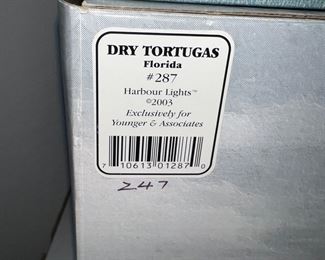 DRY TORTUGAS
Florida
#287
Harbour Lights™
©2003
Exclusively for
Younger & Associates
7 10613 01287 0
247